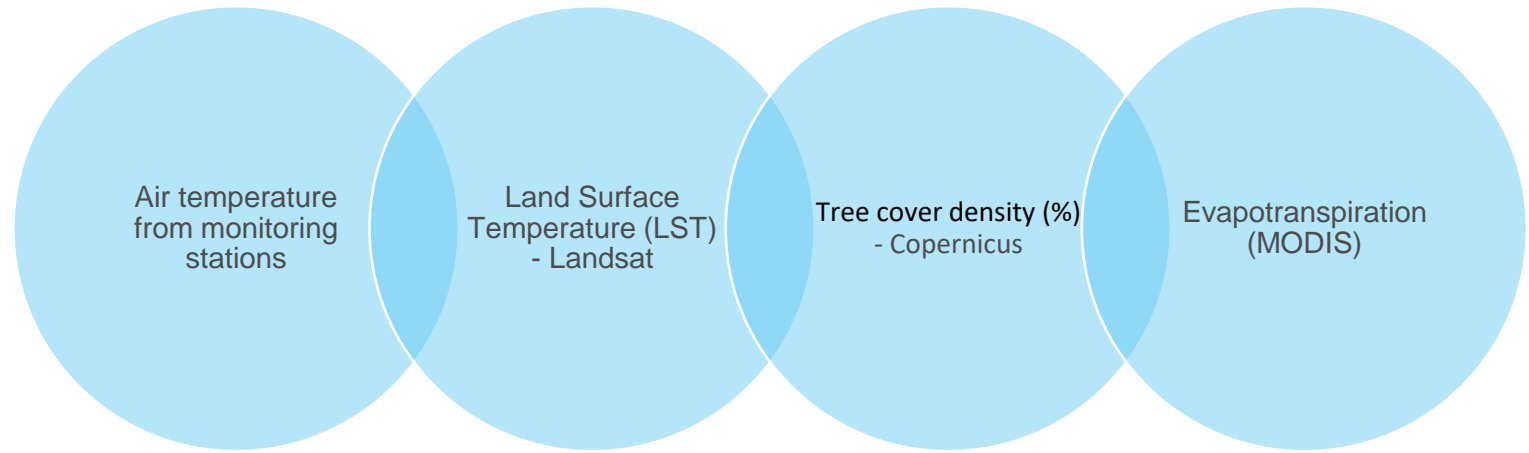 Air temperature
from monitoring
stations
Land Surface
Temperature (LST)
- Landsat
Tree cover density (%)
- Copernicus
Evapotranspiration
(MODIS)